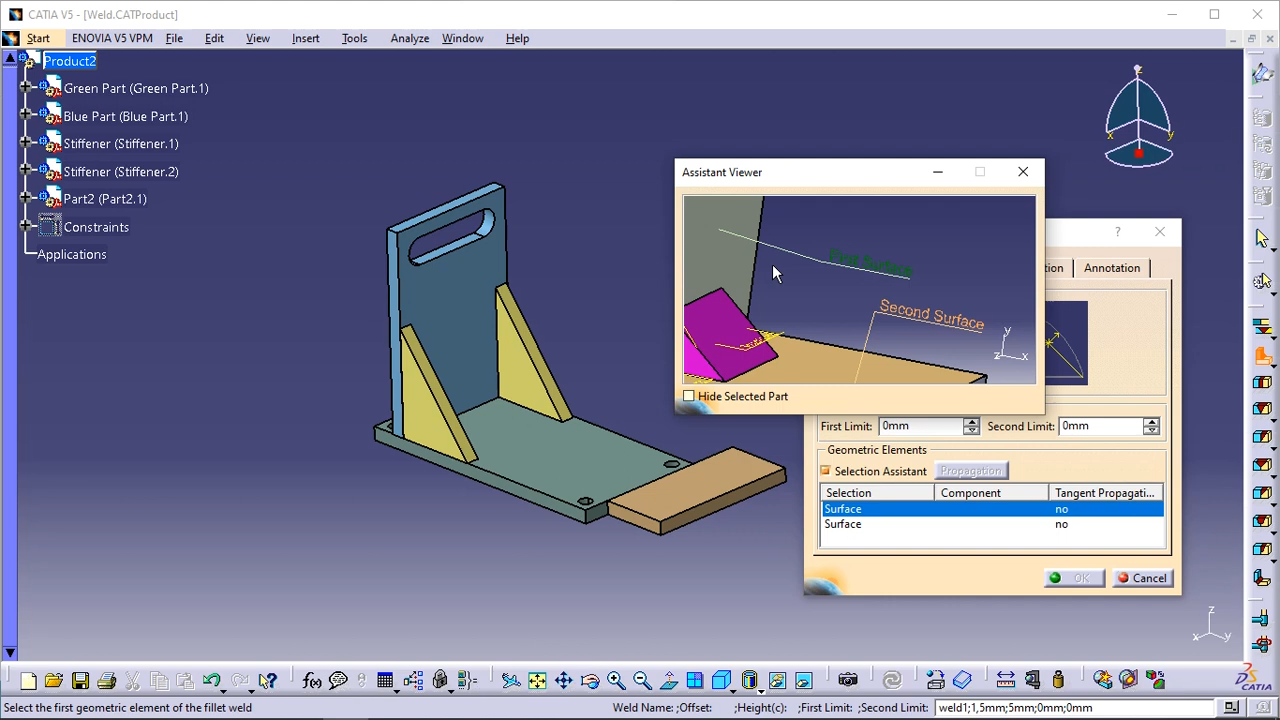 CATIA V5 - [Weld.CATProduct]
Start ENOVIA V5 VPM File Edit View Insert Tools Analyze Window Help
Product2
Green Part (Green Part.1)
Blue Part (Blue Part.1)
Stiffener (Stiffener.1)
Stiffener (Stiffener.2)
Part2 (Part2.1)
Constraints
Applications
z
x
y
Assistant Viewer
First Surface
Second Surface
y
z
x
Hide Selected Part
?
tion Annotation
First Limit: 0mm Second Limit: 0mm
Geometric Elements
Selection Assistant Propagation
Selection Component Tangent Propagati...
Surface no
Surface no
OK Cancel
z
x
y
f(x)
CATIA
Select the first geometric element of the fillet weld Weld Name: ;Offset: ;Height(c): ;First Limit: ;Second Limit: weld1;1,5mm;5mm;0mm;0mm